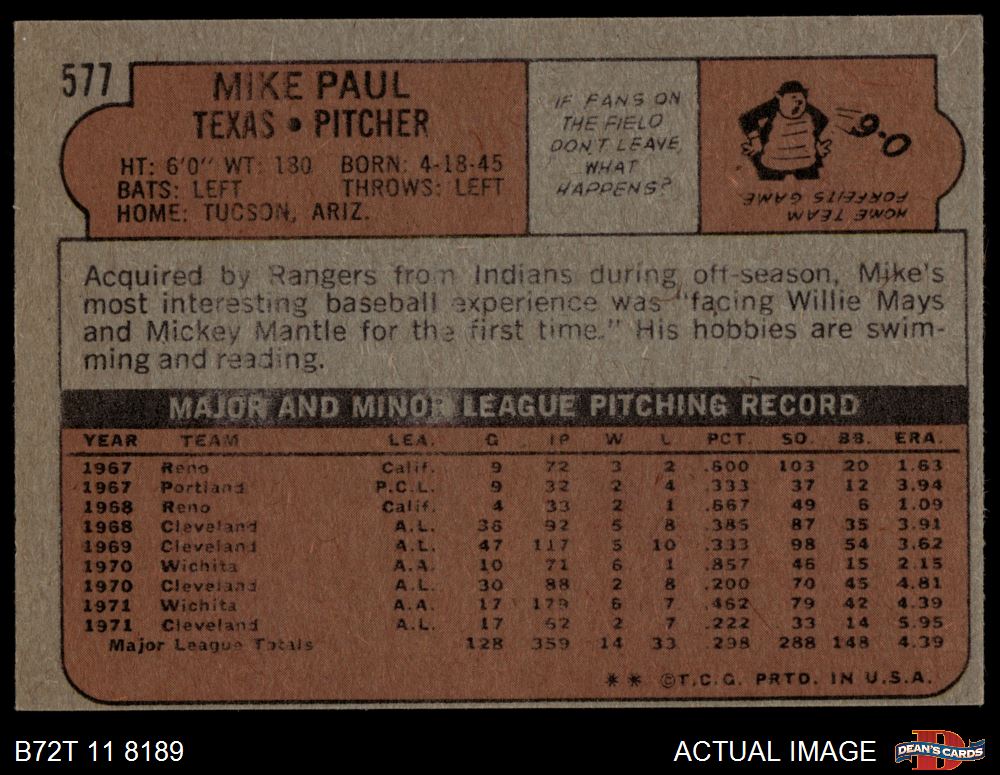 577
MIKE PAUL
TEXAS • PITCHER
HT: 6'0" WT: 180 BORN: 4-18-45
BATS: LEFT THROWS: LEFT
HOME: TUCSON, ARIZ.
IF FANS ON
THE FIELD
DON'T LEAVE,
WHAT
HAPPENS?
9-0
HOME TEAM
FORFEITS GAME
Acquired by Rangers from Indians during off-season, Mike's
most interesting baseball experience was "facing Willie Mays
and Mickey Mantle for the first time." His hobbies are swim-
ming and reading.
MAJOR AND MINOR LEAGUE PITCHING RECORD
YEAR TEAM LEA. G IP W L PCT. SO. BB. ERA.
1967 Reno Calif. 9 72 3 2 .600 103 20 1.63
1967 Portland P.C.L. 9 32 2 4 .333 37 12 3.94
1968 Reno Calif. 4 33 2 1 .667 49 6 1.09
1968 Cleveland A.L. 36 92 5 8 .385 87 35 3.91
1969 Cleveland A.L. 47 117 5 10 .333 98 54 3.62
1970 Wichita A.A. 10 71 6 1 .857 46 15 2.15
1970 Cleveland A.L. 30 88 2 8 .200 70 45 4.81
1971 Wichita A.A. 17 179 6 7 .462 79 42 4.39
1971 Cleveland A.L. 17 62 2 7 .222 33 14 5.95
Major League Totals 128 359 14 33 .298 288 148 4.39
* * ©T.C.G. PRTD. IN U.S.A.
B72T 11 8189
ACTUAL IMAGE
DEAN'S CARDS